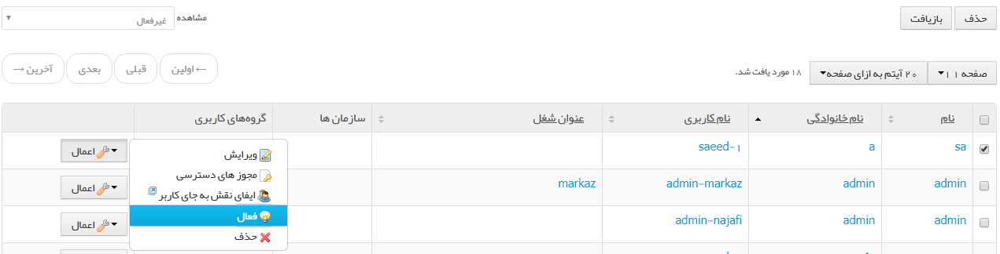 حذف
بازیافت
مشاهده
غیرفعال
صفحه ۱ ۱
۲۰ آیتم به ازای صفحه
۱۸ مورد یافت شد.
← اولین
قبلی
بعدی
آخرین →
نام
نام خانوادگی
نام کاربری
عنوان شغل
سازمان ها
گروه‌های کاربری
sa
a
saeed-۱
اعمال
ویرایش
مجوز های دسترسی
ایفای نقش به جای کاربر
فعال
حذف
admin
admin
admin-markaz
markaz
اعمال
admin
admin
admin-najafi
اعمال